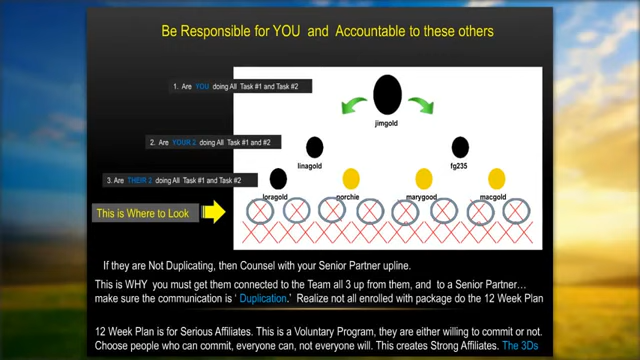 Be Responsible for YOU and Accountable to these others
1. Are YOU doing All Task #1 and Task #2
jimgold
2. Are YOUR 2 doing All Task #1 and #2
linagold
fg235
3. Are THEIR 2 doing All Task #1 and Task #2
loragold
porchie
marygood
macgold
This is Where to Look
If they are Not Duplicating, then Counsel with your Senior Partner upline.
This is WHY you must get them connected to the Team all 3 up from them, and to a Senior Partner…
make sure the communication is ‘ Duplication.’ Realize not all enrolled with package do the 12 Week Plan
12 Week Plan is for Serious Affiliates. This is a Voluntary Program, they are either willing to commit or not.
Choose people who can commit, everyone can, not everyone will. This creates Strong Affiliates. The 3Ds